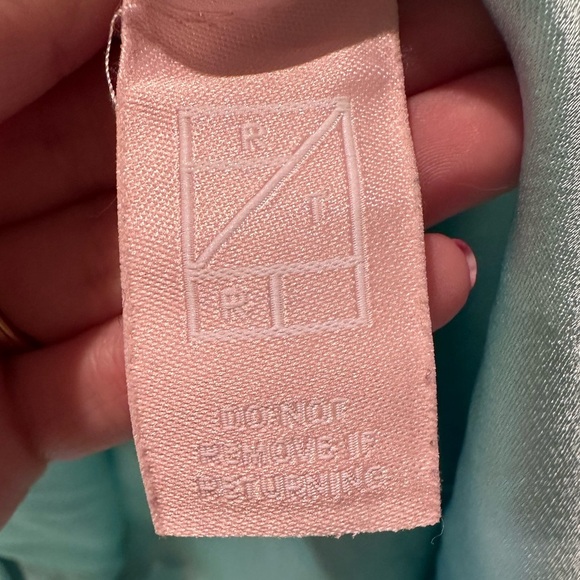 R
T
R
DO NOT
REMOVE IF
RETURNING